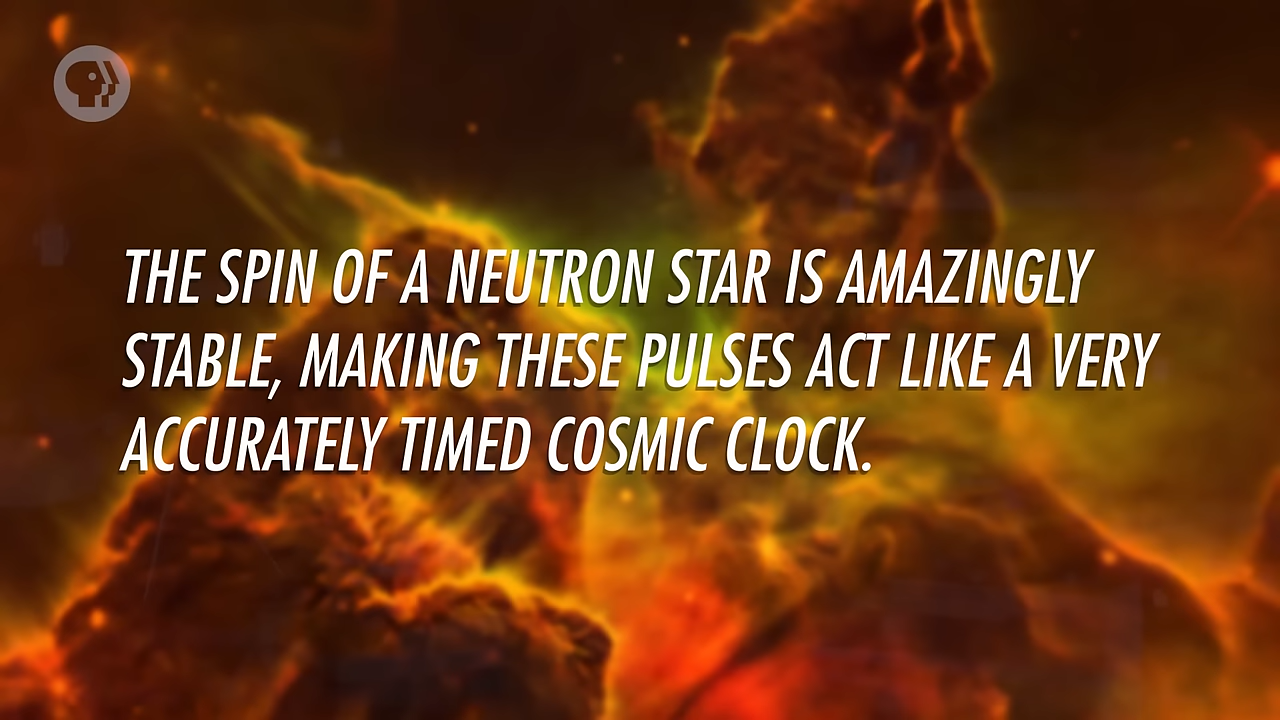 THE SPIN OF A NEUTRON STAR IS AMAZINGLY
STABLE, MAKING THESE PULSES ACT LIKE A VERY
ACCURATELY TIMED COSMIC CLOCK.